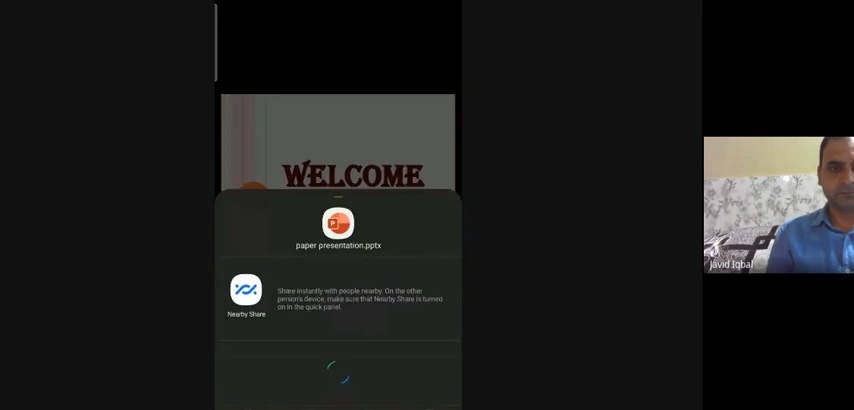 WELCOME
paper presentation.pptx
Share instantly with people nearby. On the other
person's device, make sure that Nearby Share is turned
on in the quick panel.
Nearby Share
Javid Iqbal